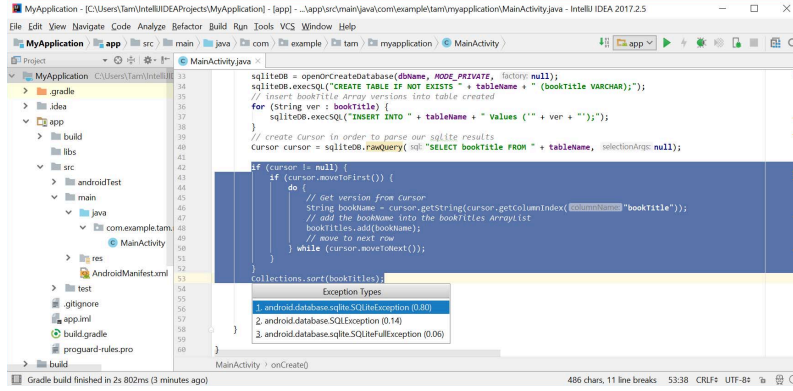 MyApplication - [C:\Users\Tam\IntelliJIDEAProjects\MyApplication] - [app] - ...\app\src\main\java\com\example\tam\myapplication\MainActivity.java - IntelliJ IDEA 2017.2.5
File Edit View Navigate Code Analyze Refactor Build Run Tools VCS Window Help
MyApplication app src main java com example tam myapplication MainActivity app
Project MainActivity.java
MyApplication C:\Users\Tam\IntelliJID
.gradle
.idea
app
build
libs
src
androidTest
main
java
com.example.tam.
MainActivity
res
AndroidManifest.xml
test
.gitignore
app.iml
build.gradle
proguard-rules.pro
build
33 sqliteDB = openOrCreateDatabase(dbName, MODE_PRIVATE, factory: null);
34 sqliteDB.execSQL("CREATE TABLE IF NOT EXISTS " + tableName + " (bookTitle VARCHAR);");
35 // insert bookTitle Array versions into table created
36 for (String ver : bookTitle) {
37 sqliteDB.execSQL("INSERT INTO " + tableName + " Values ('" + ver + "');");
38 }
39 // create Cursor in order to parse our sqlite results
40 Cursor cursor = sqliteDB.rawQuery( sql: "SELECT bookTitle FROM " + tableName, selectionArgs: null);
41
42 if (cursor != null) {
43 if (cursor.moveToFirst()) {
44 do {
45 // Get version from Cursor
46 String bookName = cursor.getString(cursor.getColumnIndex( columnName: "bookTitle"));
47 // add the bookName into the bookTitles ArrayList
48 bookTitles.add(bookName);
49 // move to next row
50 } while (cursor.moveToNext());
51 }
52 }
53 Collections.sort(bookTitles);
54 Exception Types
55 1. android.database.sqlite.SQLiteException (0.80)
56
57 2. android.database.SQLException (0.14)
58 3. android.database.sqlite.SQLiteFullException (0.06)
58 }
59
60 }
MainActivity › onCreate()
Gradle build finished in 2s 802ms (3 minutes ago) 486 chars, 11 line breaks 53:38 CRLF UTF-8